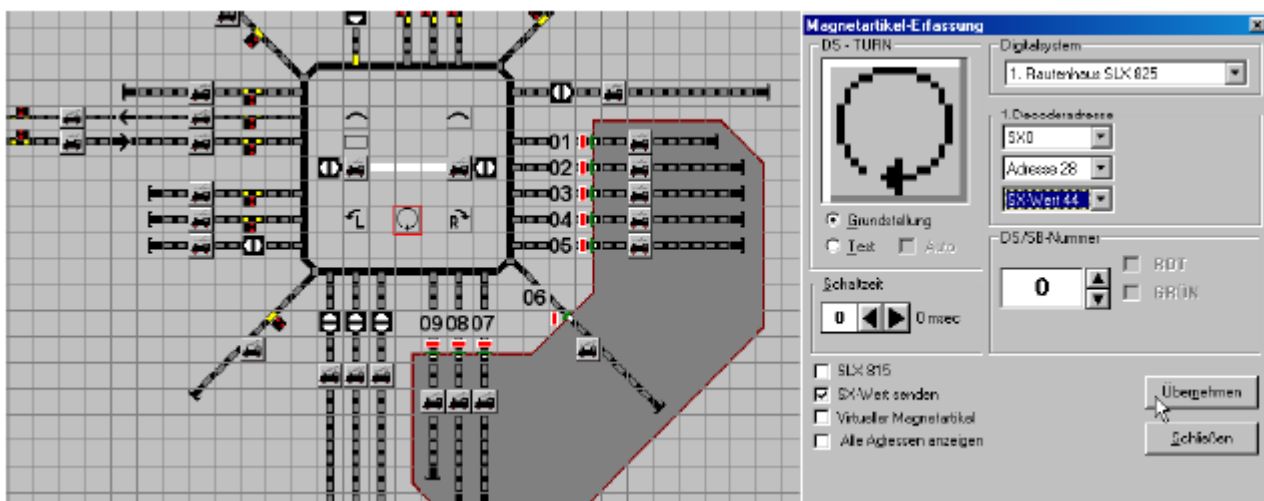 01
02
03
04
05
06
09 08 07
L
R
Magnetartikel-Erfassung
DS - TURN
Grundstellung
Test
Auto
Schaltzeit
0
0 msec
SLX 815
SX-Wert senden
Virtueller Magnetartikel
Alle Adressen anzeigen
Digitalsystem
1. Rautenhaus SLX 825
1.Decoderadresse
SX0
Adresse 28
SX-Wert 44
DS/SB-Nummer
0
ROT
GRÜN
Übernehmen
Schließen